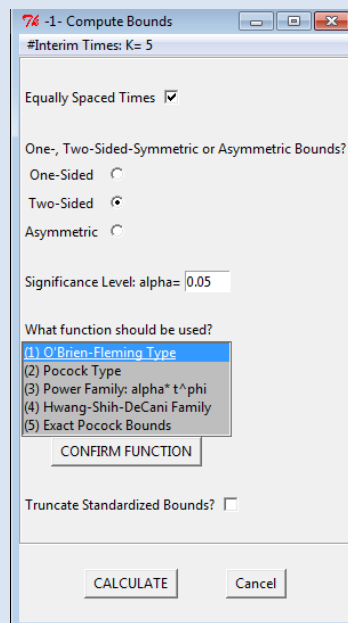 -1- Compute Bounds
#Interim Times: K= 5
Equally Spaced Times
One-, Two-Sided-Symmetric or Asymmetric Bounds?
One-Sided
Two-Sided
Asymmetric
Significance Level: alpha= 0.05
What function should be used?
(1) O'Brien-Fleming Type
(2) Pocock Type
(3) Power Family: alpha* t^phi
(4) Hwang-Shih-DeCani Family
(5) Exact Pocock Bounds
CONFIRM FUNCTION
Truncate Standardized Bounds?
CALCULATE Cancel